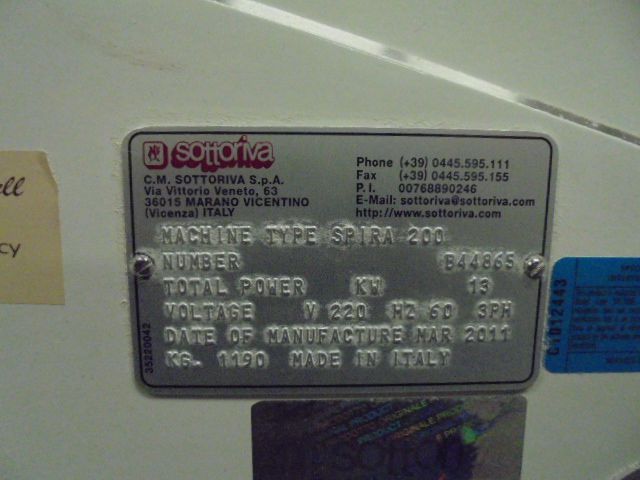 sottoriva
C.M. SOTTORIVA S.p.A.
Via Vittorio Veneto, 63
36015 MARANO VICENTINO
(Vicenza) ITALY
Phone (+39) 0445.595.111
Fax (+39) 0445.595.155
P. I. 00768890246
E-Mail: sottoriva@sottoriva.com
http://www.sottoriva.com
MACHINE TYPE SPIRA 200
NUMBER B44865
TOTAL POWER KW 13
VOLTAGE V 220 HZ 60 3PH
DATE OF MANUFACTURE MAR 2011
KG- 1190 MADE IN ITALY
35220042
ell
CY
C1012443